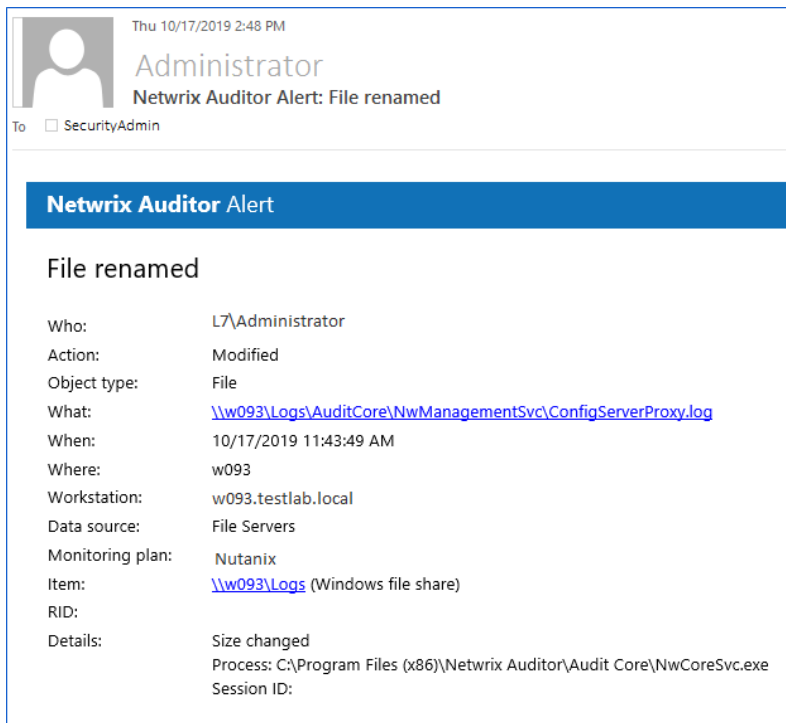 Thu 10/17/2019 2:48 PM
Administrator
Netwrix Auditor Alert: File renamed
To SecurityAdmin
Netwrix Auditor Alert
File renamed
Who: L7\Administrator
Action: Modified
Object type: File
What: \\w093\Logs\AuditCore\NwManagementSvc\ConfigServerProxy.log
When: 10/17/2019 11:43:49 AM
Where: w093
Workstation: w093.testlab.local
Data source: File Servers
Monitoring plan: Nutanix
Item: \\w093\Logs (Windows file share)
RID:
Details: Size changed
Process: C:\Program Files (x86)\Netwrix Auditor\Audit Core\NwCoreSvc.exe
Session ID: